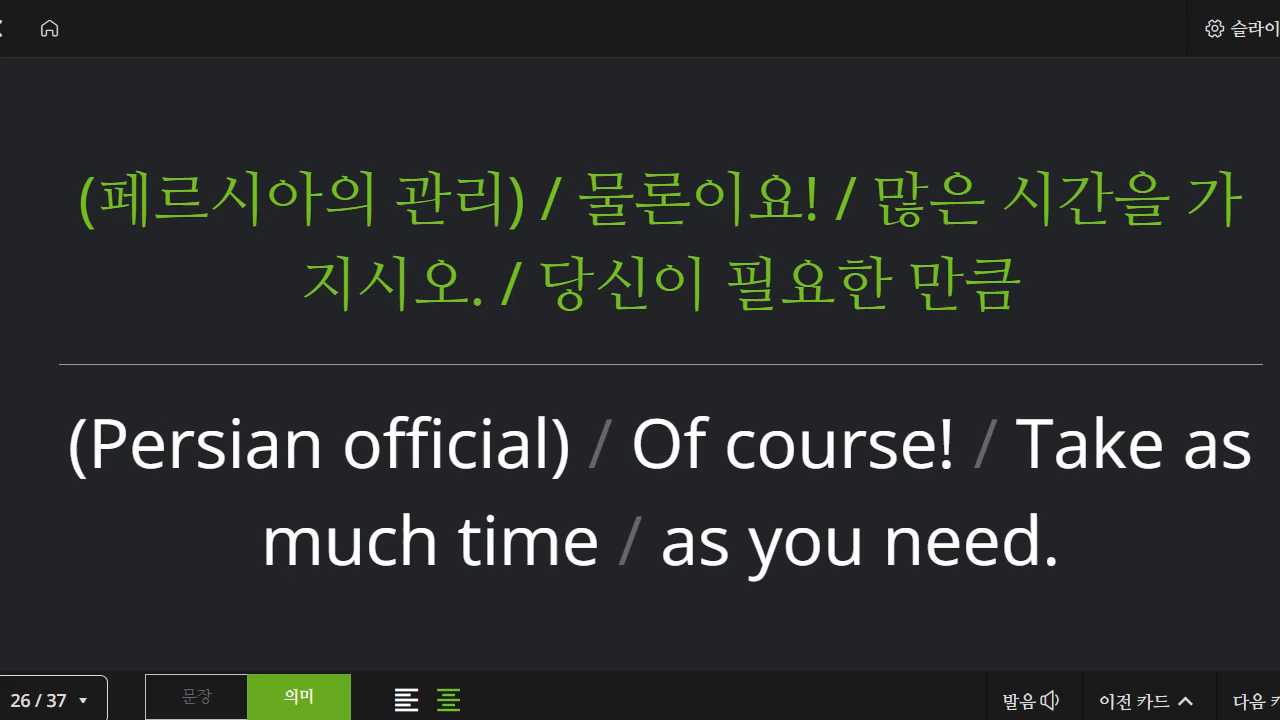 슬라이
(페르시아의 관리) / 물론이요! / 많은 시간을 가
지시오. / 당신이 필요한 만큼
(Persian official) / Of course! / Take as
much time / as you need.
26 / 37
문장
의미
발음
이전 카드
다음